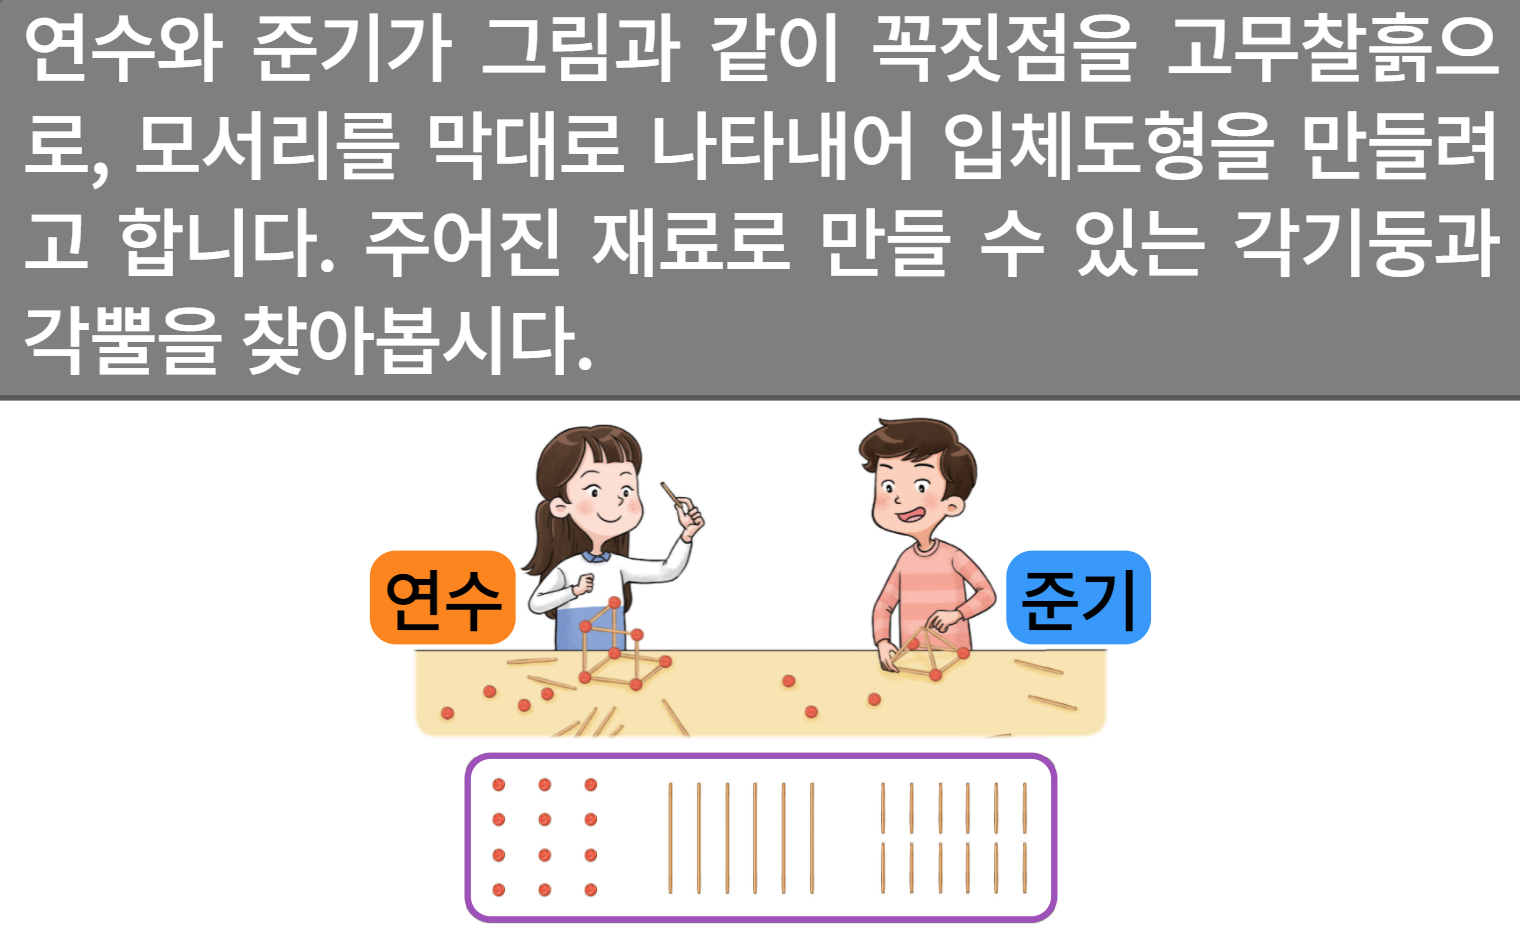 연수와 준기가 그림과 같이 꼭짓점을 고무찰흙으
로, 모서리를 막대로 나타내어 입체도형을 만들려
고 합니다. 주어진 재료로 만들 수 있는 각기둥과
각뿔을 찾아봅시다.
연수
준기